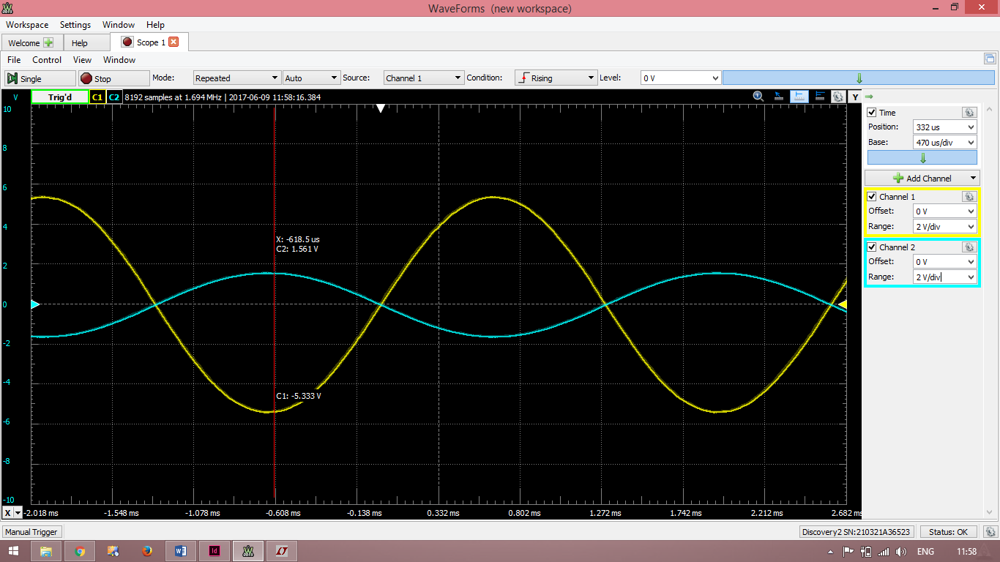 WaveForms (new workspace)
Workspace Settings Window Help
Welcome Help Scope 1
File Control View Window
Single Stop Mode: Repeated Auto Source: Channel 1 Condition: Rising Level: 0 V
V Trig'd C1 C2 8192 samples at 1.694 MHz | 2017-06-09 11:58:16.384 Y
10
8
6
4
2
0
-2
-4
-6
-8
-10
X: -618.5 us
C2: 1.561 V
C1: -5.333 V
X -2.018 ms -1.548 ms -1.078 ms -0.608 ms -0.138 ms 0.332 ms 0.802 ms 1.272 ms 1.742 ms 2.212 ms 2.682 ms
Time
Position: 332 us
Base: 470 us/div
Add Channel
Channel 1
Offset: 0 V
Range: 2 V/div
Channel 2
Offset: 0 V
Range: 2 V/div
Manual Trigger Discovery2 SN:210321A36523 Status: OK
ENG 11:58